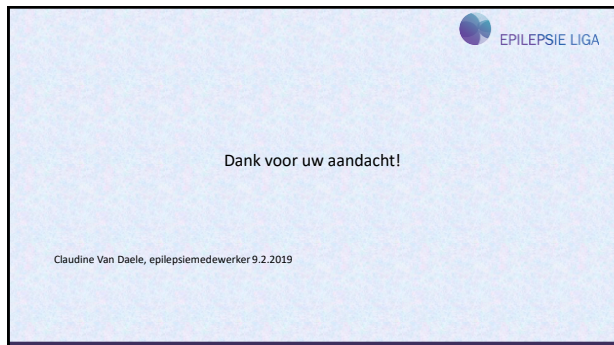 EPILEPSIE LIGA
Dank voor uw aandacht!
Claudine Van Daele, epilepsiemedewerker 9.2.2019